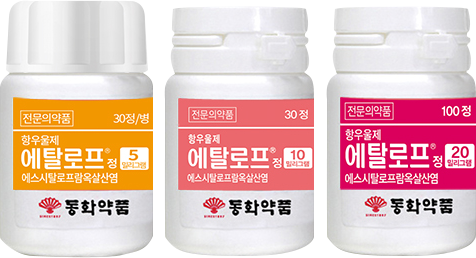 전문의약품 30정/병
항우울제
에탈로프® 정 5 밀리그램
에스시탈로프람옥살산염
동화약품
전문의약품 30 정
항우울제
에탈로프® 정 10 밀리그램
에스시탈로프람옥살산염
동화약품
전문의약품 100 정
항우울제
에탈로프® 정 20 밀리그램
에스시탈로프람옥살산염
동화약품